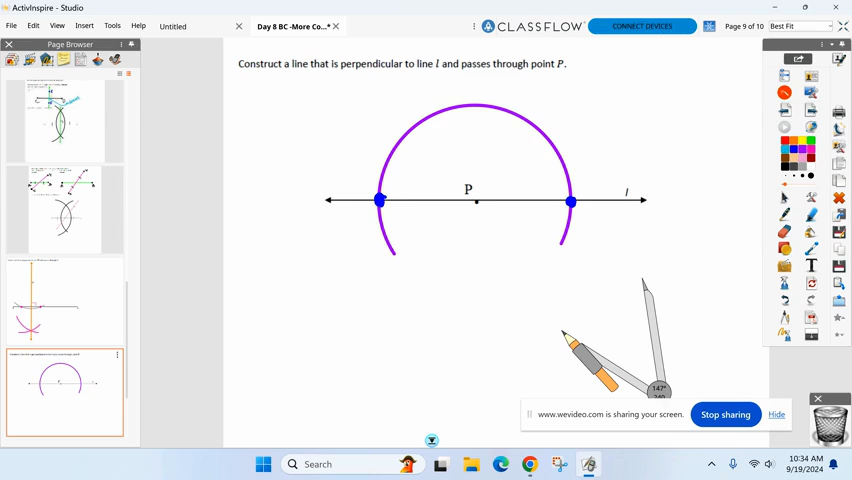 ActivInspire - Studio
File Edit View Insert Tools Help
Untitled
Day 8 BC -More Co...*
CLASSFLOW
CONNECT DEVICES
Page 9 of 10
Best Fit
Page Browser
Construct a line that is perpendicular to line l and passes through point P.
P
l
T
147°
www.wevideo.com is sharing your screen.
Stop sharing
Hide
Search
10:34 AM
9/19/2024